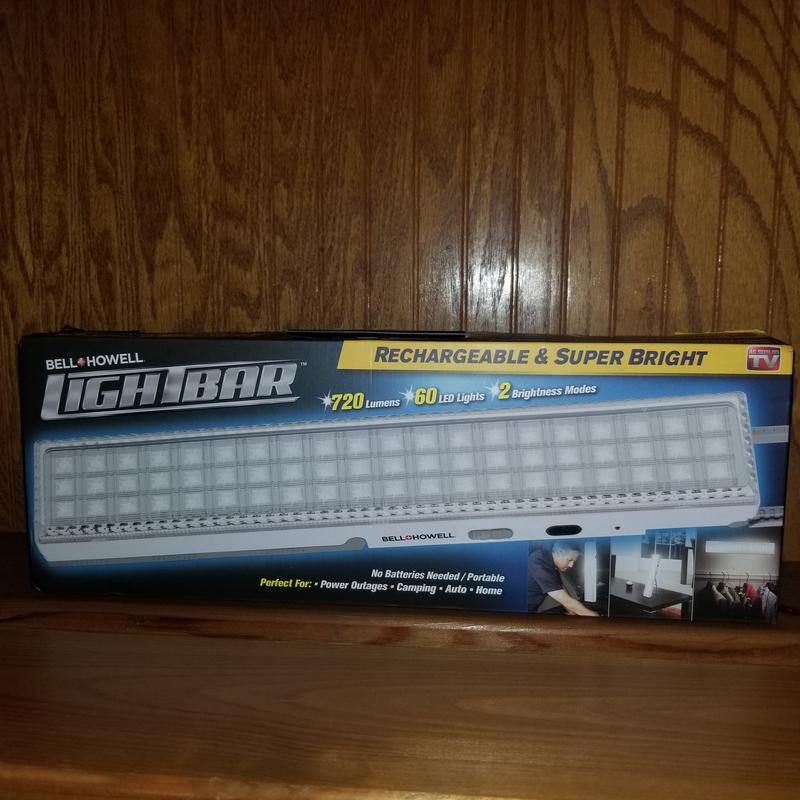 BELL+HOWELL
LIGHTBAR™
RECHARGEABLE & SUPER BRIGHT
AS SEEN ON
TV
720 Lumens 60 LED Lights 2 Brightness Modes
BELL+HOWELL
No Batteries Needed / Portable
Perfect For: • Power Outages • Camping • Auto • Home